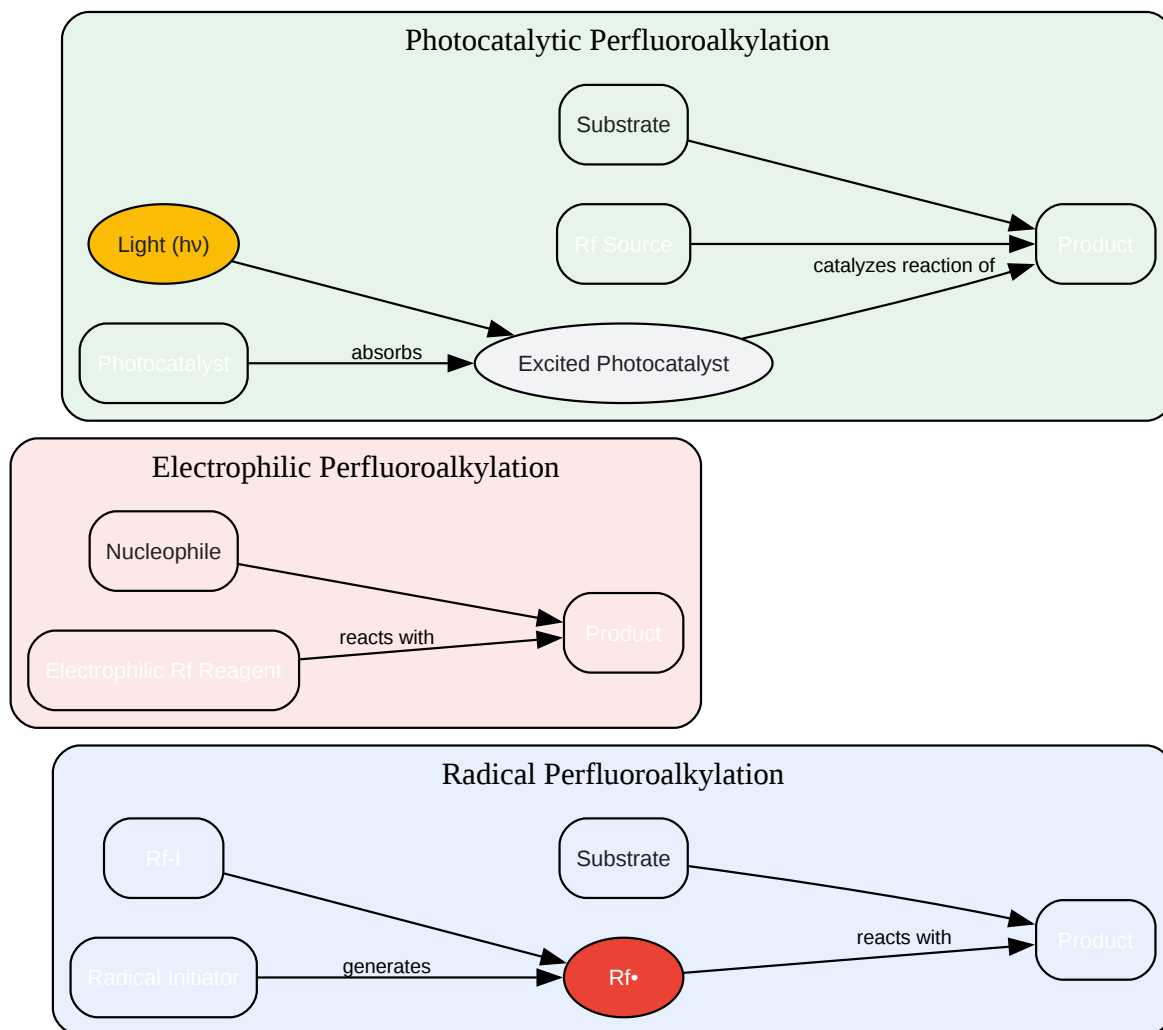 Photocatalytic Perfluoroalkylation
Substrate
Light (hν)
Rf Source
Product
catalyzes reaction of
Photocatalyst
absorbs
Excited Photocatalyst
Electrophilic Perfluoroalkylation
Nucleophile
Product
reacts with
Electrophilic Rf Reagent
Radical Perfluoroalkylation
Rf-I
Substrate
reacts with
Product
Radical Initiator
generates
Rf•